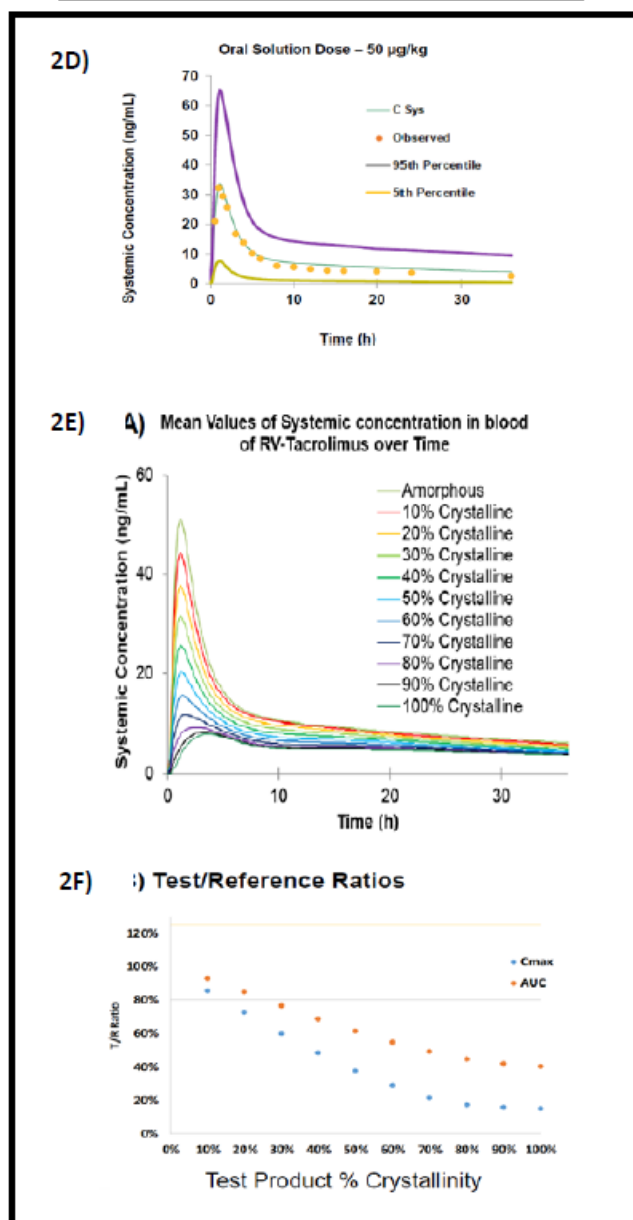 2D)
Oral Solution Dose – 50 µg/kg
70
60
50
40
30
20
10
0
Systemic Concentration (ng/mL)
C Sys
Observed
95th Percentile
5th Percentile
0
10
20
30
Time (h)
2E)
A) Mean Values of Systemic concentration in blood
of RV-Tacrolimus over Time
60
40
20
0
Systemic Concentration (ng/mL)
Amorphous
10% Crystalline
20% Crystalline
30% Crystalline
40% Crystalline
50% Crystalline
60% Crystalline
70% Crystalline
80% Crystalline
90% Crystalline
100% Crystalline
0
10
20
30
Time (h)
2F)
) Test/Reference Ratios
120%
100%
80%
60%
40%
20%
0%
T/R Ratio
Cmax
AUC
0%
10%
20%
30%
40%
50%
60%
70%
80%
90%
100%
Test Product % Crystallinity